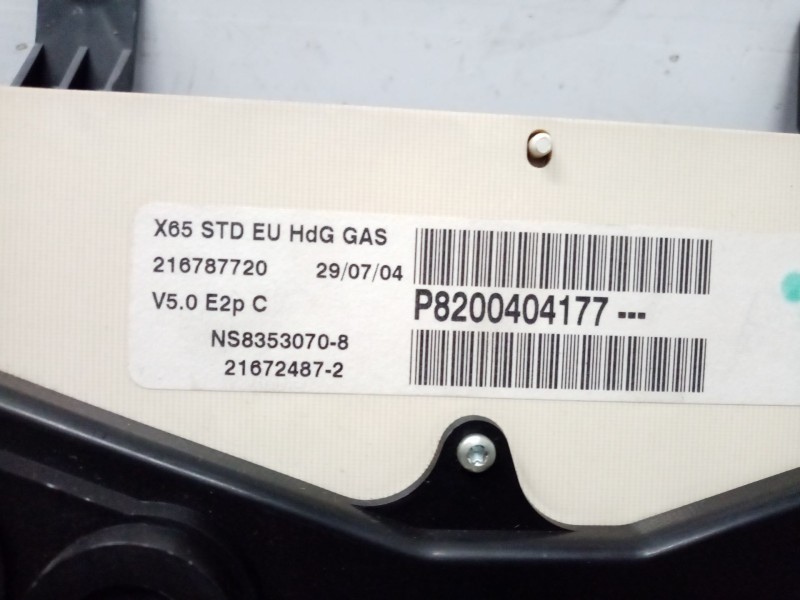 X65 STD EU HdG GAS
216787720 29/07/04
V5.0 E2p C
P8200404177---
NS8353070-8
21672487-2